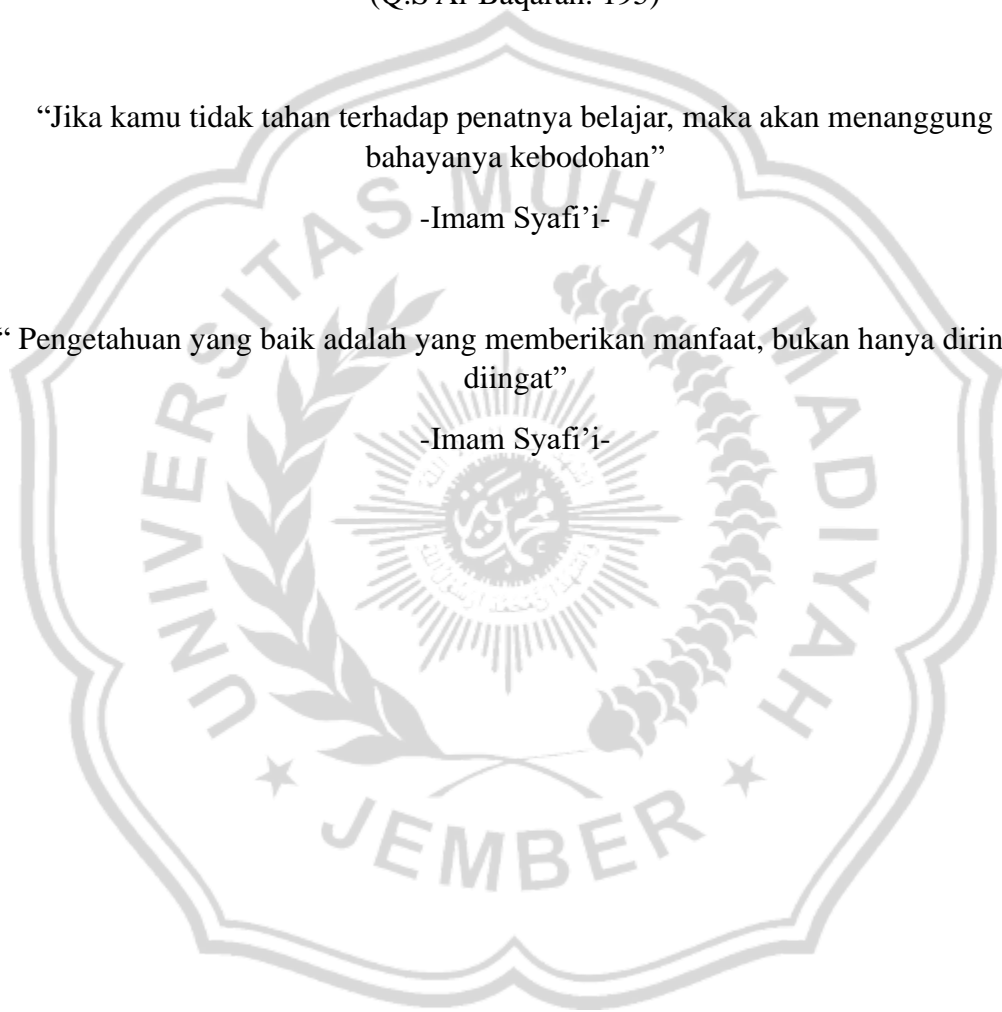 (Q.S Al-Baqarah:
“Jika kamu tidak tahan terhadap penatnya belajar, maka akan menanggung
bahayanya kebodohan”
-Imam Syafi’i-
“ Pengetahuan yang baik adalah yang memberikan manfaat, bukan hanya dirin
diingat”
-Imam Syafi’i-
UNIVERSITAS MUHAMMADIYAH
JEMBER